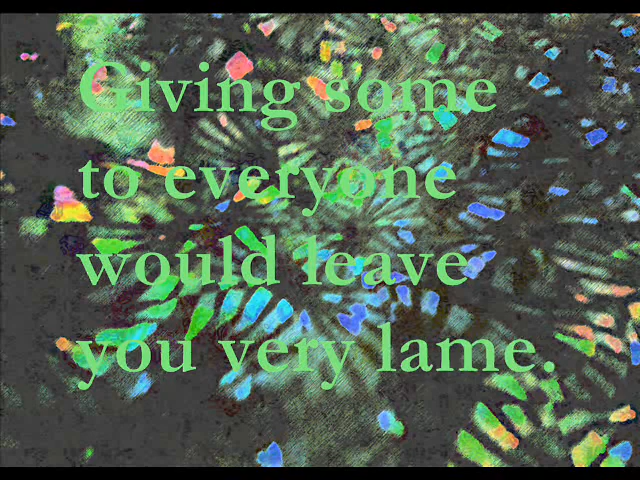 Giving some
to everyone
would leave
you very lame.